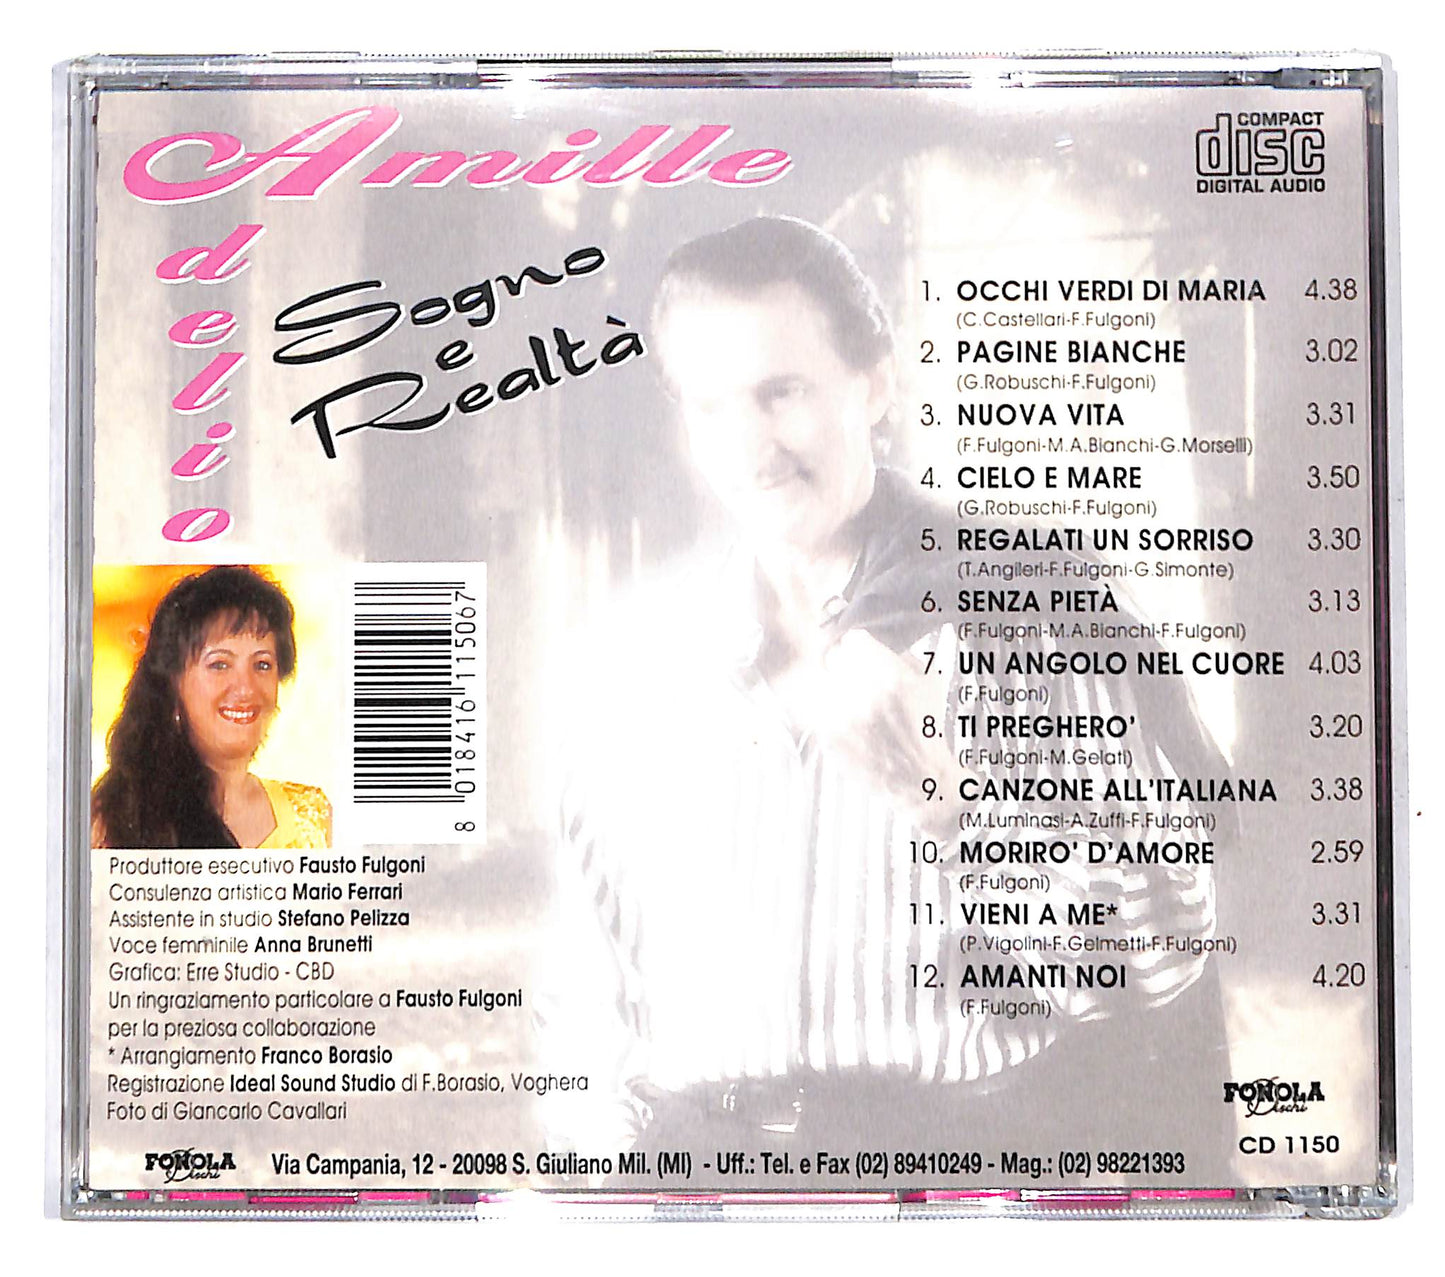 Amille
Adelio
Sogno
e
Realtà
COMPACT
disc
DIGITAL AUDIO
1. OCCHI VERDI DI MARIA 4.38
(C.Castellari-F.Fulgoni)
2. PAGINE BIANCHE 3.02
(G.Robuschi-F.Fulgoni)
3. NUOVA VITA 3.31
(F.Fulgoni-M.A.Bianchi-G.Morselli)
4. CIELO E MARE 3.50
(G.Robuschi-F.Fulgoni)
5. REGALATI UN SORRISO 3.30
(T.Angileri-F.Fulgoni-G.Simonte)
6. SENZA PIETÀ 3.13
(F.Fulgoni-M.A.Bianchi-F.Fulgoni)
7. UN ANGOLO NEL CUORE 4.03
(F.Fulgoni)
8. TI PREGHERO' 3.20
(F.Fulgoni-M.Gelati)
9. CANZONE ALL'ITALIANA 3.38
(M.Luminasi-A.Zuffi-F.Fulgoni)
10. MORIRO' D'AMORE 2.59
(F.Fulgoni)
11. VIENI A ME* 3.31
(P.Vigolini-F.Gelmetti-F.Fulgoni)
12. AMANTI NOI 4.20
(F.Fulgoni)
8 018416 115067
Produttore esecutivo Fausto Fulgoni
Consulenza artistica Mario Ferrari
Assistente in studio Stefano Pelizza
Voce femminile Anna Brunetti
Grafica: Erre Studio - CBD
Un ringraziamento particolare a Fausto Fulgoni
per la preziosa collaborazione
* Arrangiamento Franco Borasio
Registrazione Ideal Sound Studio di F.Borasio, Voghera
Foto di Giancarlo Cavallari
FONOLA
Dischi
CD 1150
FONOLA Dischi Via Campania, 12 - 20098 S. Giuliano Mil. (MI) - Uff.: Tel. e Fax (02) 89410249 - Mag.: (02) 98221393